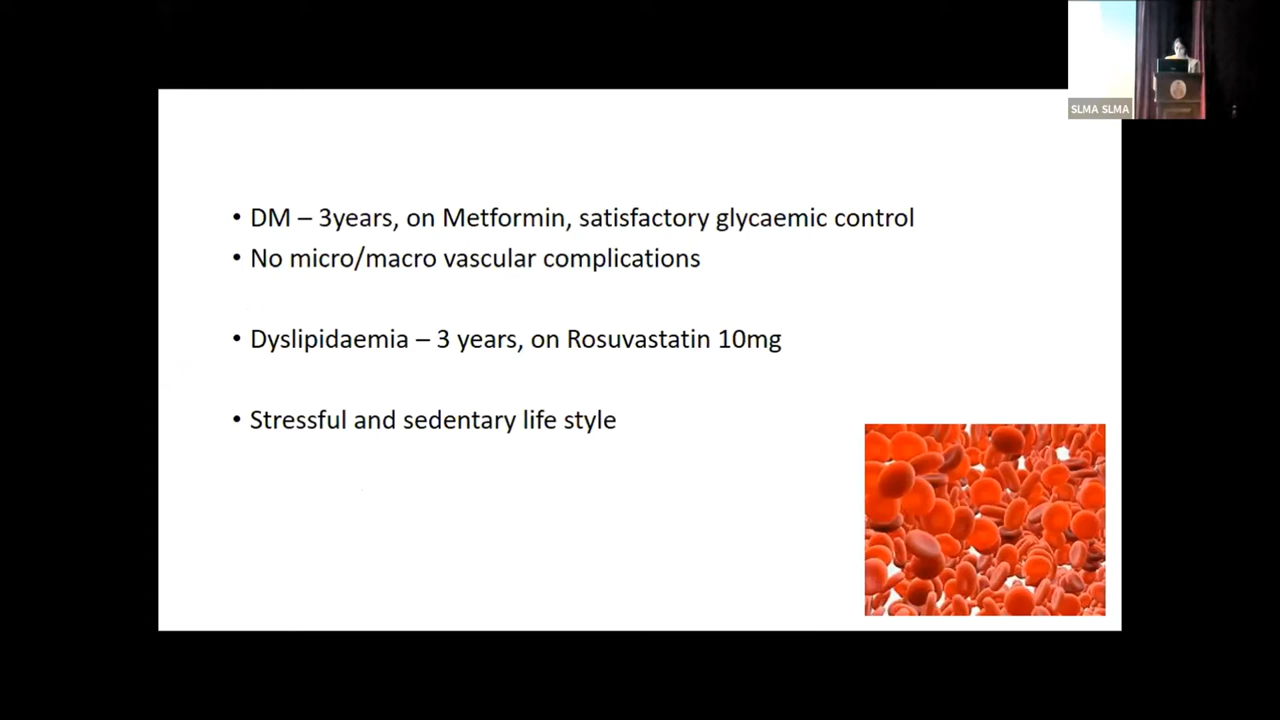 SLMA SLMA
• DM – 3years, on Metformin, satisfactory glycaemic control
• No micro/macro vascular complications
• Dyslipidaemia – 3 years, on Rosuvastatin 10mg
• Stressful and sedentary life style